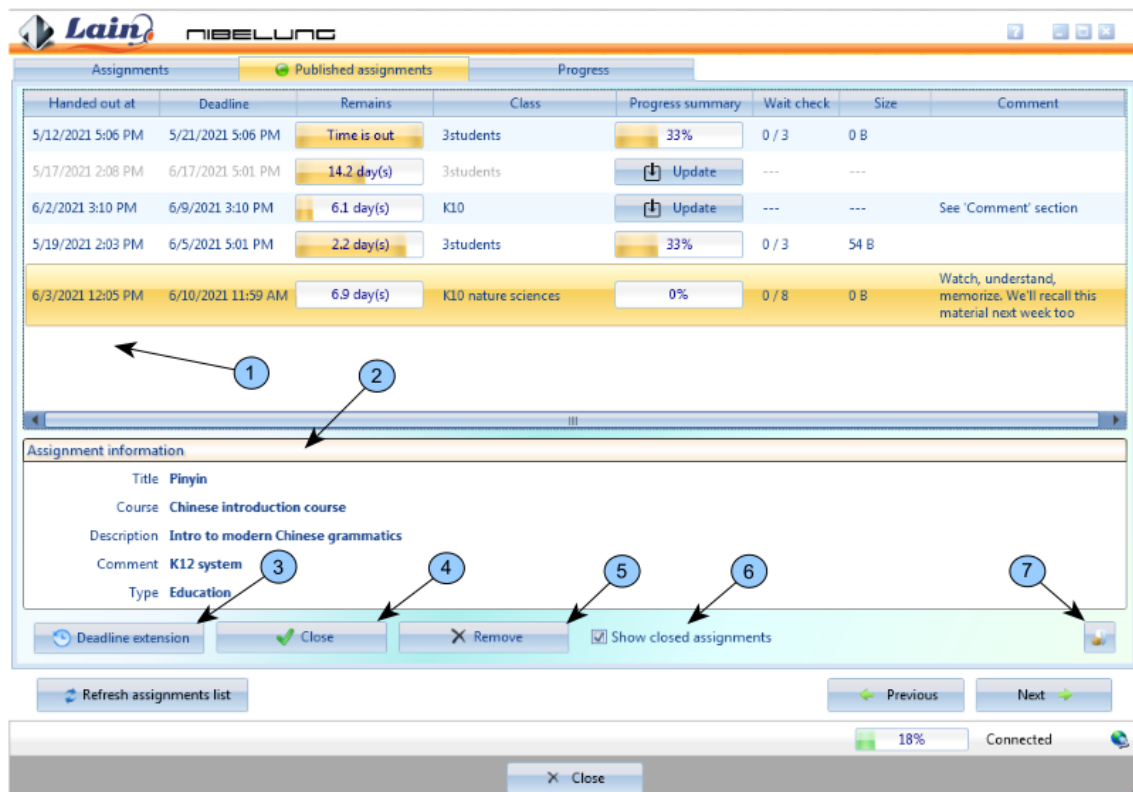 Lain NIBELUNG ?
Assignments Published assignments Progress
Handed out at Deadline Remains Class Progress summary Wait check Size Comment
5/12/2021 5:06 PM 5/21/2021 5:06 PM Time is out 3students 33% 0 / 3 0 B
5/17/2021 2:08 PM 6/17/2021 5:01 PM 14.2 day(s) 3students Update --- ---
6/2/2021 3:10 PM 6/9/2021 3:10 PM 6.1 day(s) K10 Update --- --- See 'Comment' section
5/19/2021 2:03 PM 6/5/2021 5:01 PM 2.2 day(s) 3students 33% 0 / 3 54 B
6/3/2021 12:05 PM 6/10/2021 11:59 AM 6.9 day(s) K10 nature sciences 0% 0 / 8 0 B Watch, understand,
memorize. We'll recall this
material next week too
1
2
Assignment information
Title Pinyin
Course Chinese introduction course
Description Intro to modern Chinese grammatics
Comment K12 system
Type Education
3
4
5
6
7
Deadline extension Close Remove Show closed assignments
Refresh assignments list Previous Next
18% Connected
Close